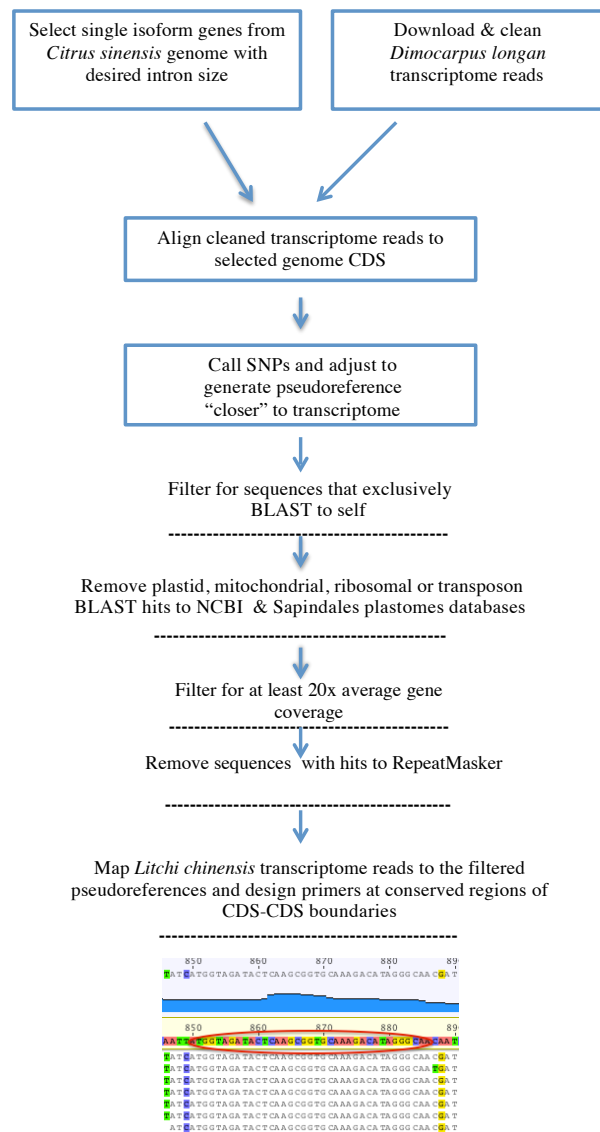 Select single isoform genes from
Citrus sinensis genome with
desired intron size
Download & clean
Dimocarpus longan
transcriptome reads
Align cleaned transcriptome reads to
selected genome CDS
Call SNPs and adjust to
generate pseudoreference
“closer” to transcriptome
Filter for sequences that exclusively
BLAST to self
Remove plastid, mitochondrial, ribosomal or transposon
BLAST hits to NCBI & Sapindales plastomes databases
Filter for at least 20x average gene
coverage
Remove sequences with hits to RepeatMasker
Map Litchi chinensis transcriptome reads to the filtered
pseudoreferences and design primers at conserved regions of
CDS-CDS boundaries
850 860 870 880 890
TATCATGGTAGATACTCAAGCGGTGCAAAGACATAGGGCAACGAT
850 860 870 880 890
AATTATGGTAGATACTCAAGCGGTGCAAAGACATAGGGCAACAAT
TATCATGGTAGATACTCAAGCGGTGCAAAGACATAGGGCAACGAT
TATCATGGTAGATACTCAAGCGGTGCAAAGACATAGGGCAATGAT
TATCATGGTAGATACTCAAGCGGTGCAAAGACATAGGGCAACGAT
TATCATGGTAGATACTCAAGCGGTGCAAAGACATAGGGCAACGAT
TATCATGGTAGATACTCAAGCGGTGCAAAGACATAGGGCAACGAT
TATCATGGTAGATACTCAAGCGGTGCAAAGACATAGGGCAACGAT
ATCATGGTAGATACTCAAGCGGTGCAAAGACATAGGGCAACGAT